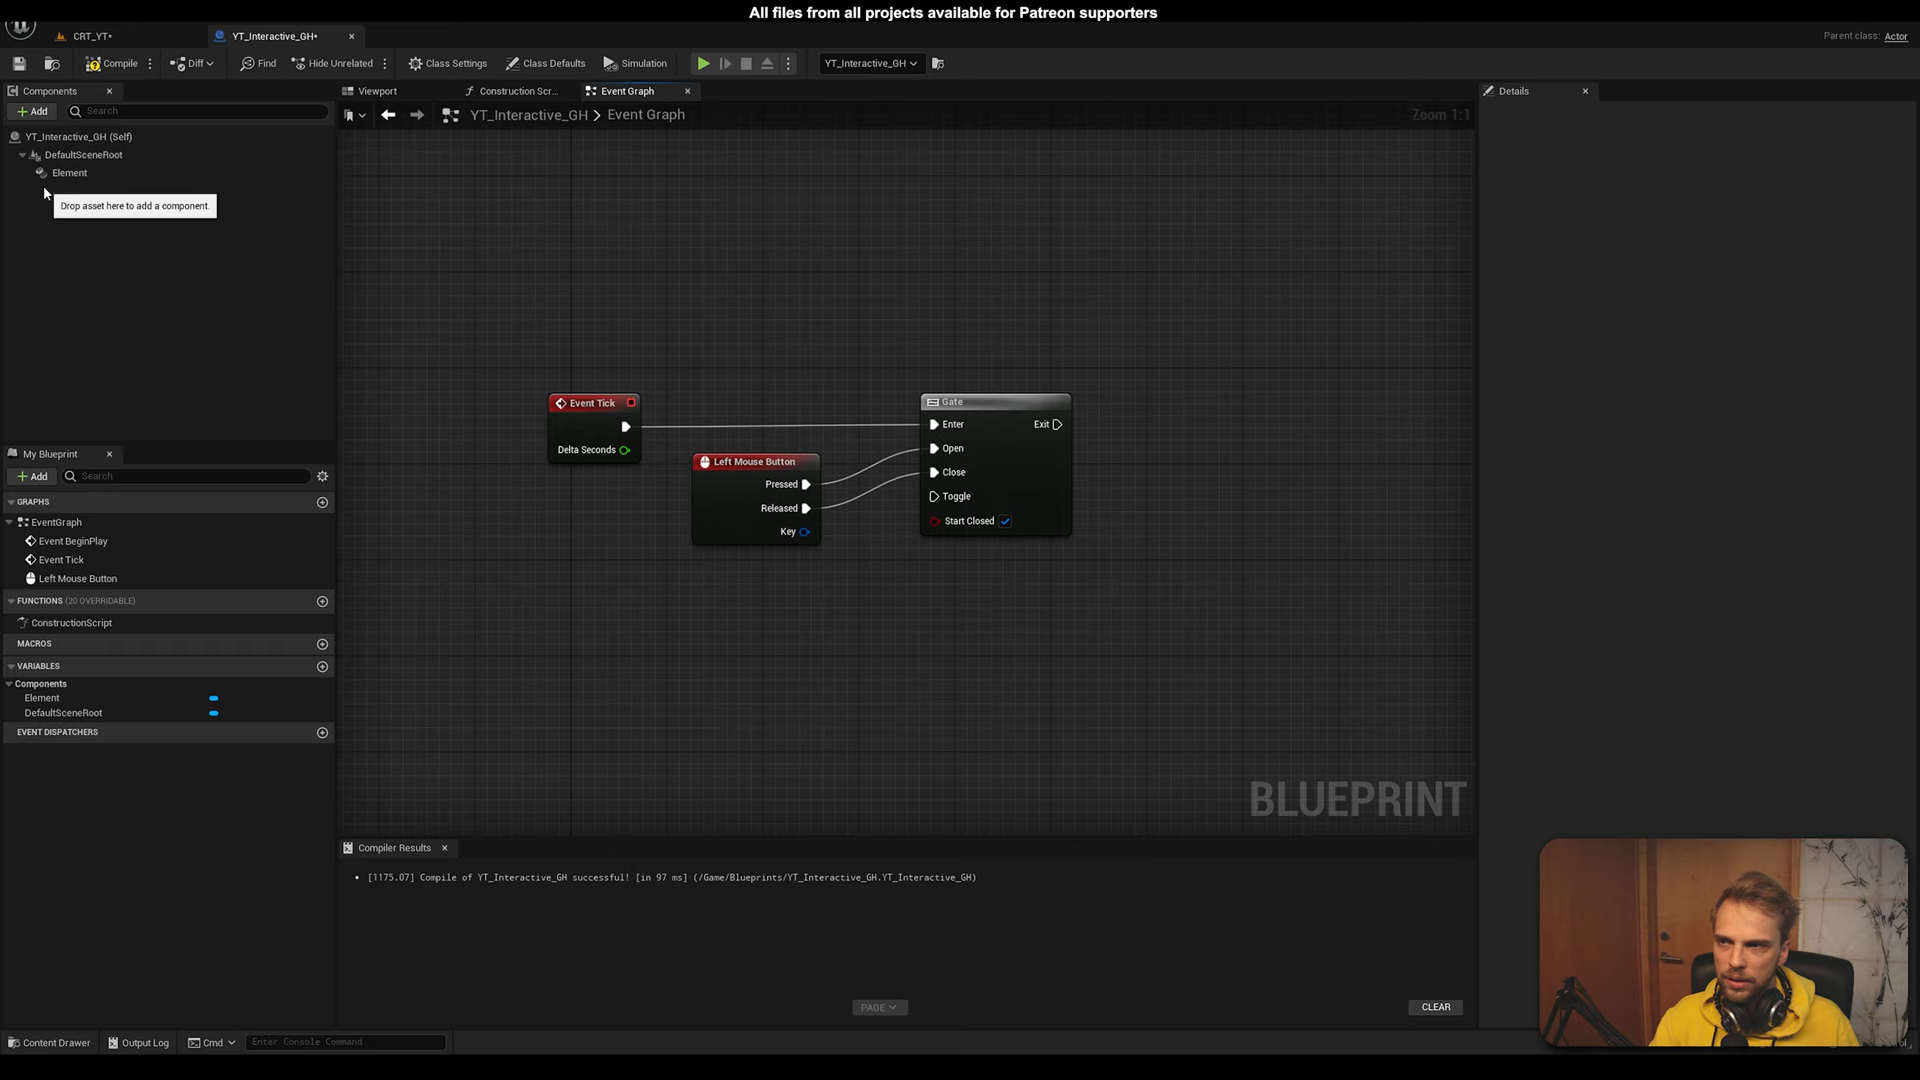 All files from all projects available for Patreon supporters
CRT_YT•
YT_Interactive_GH•
Parent class: Actor
Compile
Diff
Find
Hide Unrelated
Class Settings
Class Defaults
Simulation
YT_Interactive_GH
Components
Viewport
Construction Scr...
Event Graph
Details
Add
Search
YT_Interactive_GH > Event Graph
Zoom 1:1
YT_Interactive_GH (Self)
DefaultSceneRoot
Element
Drop asset here to add a component.
Event Tick
Delta Seconds
Left Mouse Button
Pressed
Released
Key
Gate
Enter
Exit
Open
Close
Toggle
Start Closed
My Blueprint
Add
Search
GRAPHS
EventGraph
Event BeginPlay
Event Tick
Left Mouse Button
FUNCTIONS (20 OVERRIDABLE)
ConstructionScript
MACROS
VARIABLES
Components
Element
DefaultSceneRoot
EVENT DISPATCHERS
BLUEPRINT
Compiler Results
• [1175.07] Compile of YT_Interactive_GH successful! [in 97 ms] (/Game/Blueprints/YT_Interactive_GH.YT_Interactive_GH)
PAGE
CLEAR
Content Drawer
Output Log
Cmd
Enter Console Command